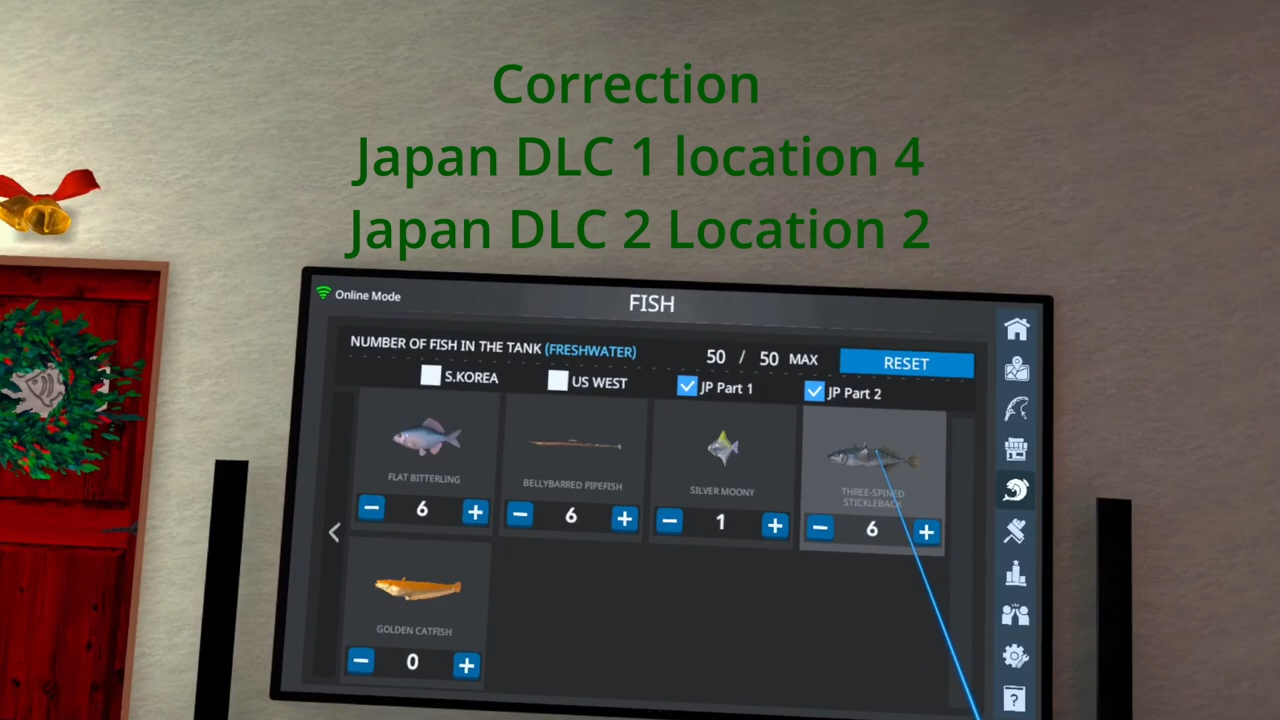 Correction
Japan DLC 1 location 4
Japan DLC 2 Location 2
Online Mode
FISH
NUMBER OF FISH IN THE TANK (FRESHWATER)
50 / 50 MAX
RESET
S.KOREA
US WEST
JP Part 1
JP Part 2
FLAT BITTERLING
BELLYBARRED PIPEFISH
SILVER MOONY
THREE-SPINED
STICKLEBACK
− 6 +
− 6 +
− 1 +
− 6 +
GOLDEN CATFISH
− 0 +
?